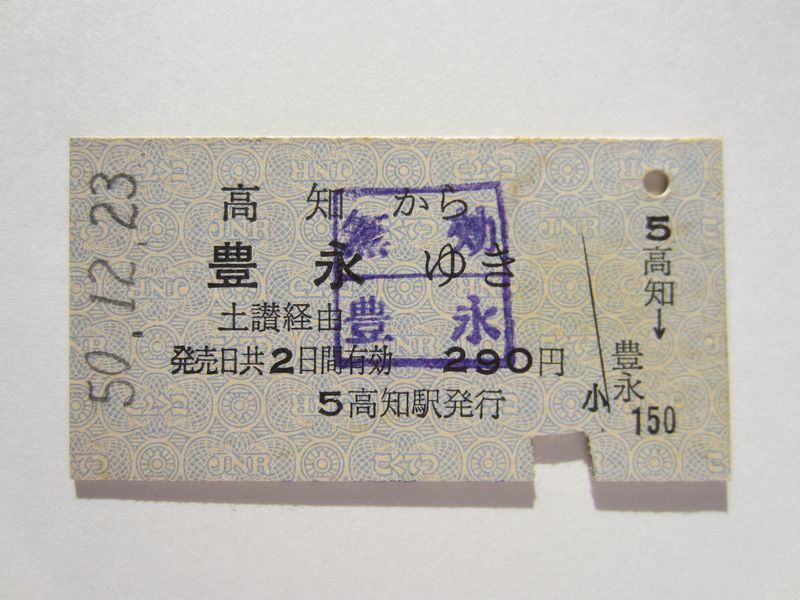 50.12.23
高知から
豊永ゆき
土讃経由
発売日共2日間有効 290円
5高知駅発行
無効
豊永
5
高知→豊永
小
150
JNR